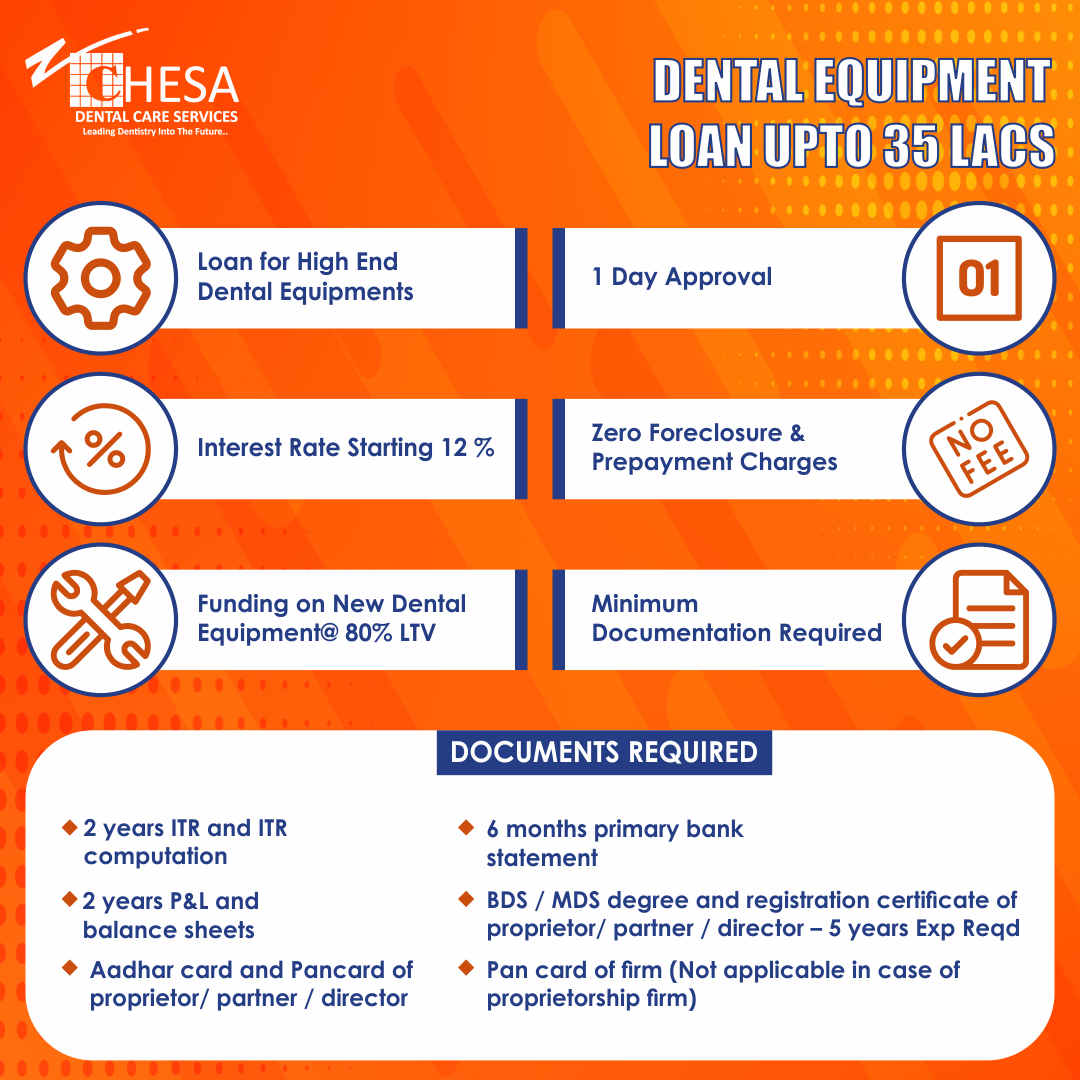 CHESA
DENTAL CARE SERVICES
Leading Dentistry Into The Future..
DENTAL EQUIPMENT
LOAN UPTO 35 LACS
Loan for High End
Dental Equipments
1 Day Approval
01
Interest Rate Starting 12 %
%
Zero Foreclosure &
Prepayment Charges
NO
FEE
Funding on New Dental
Equipment@ 80% LTV
Minimum
Documentation Required
DOCUMENTS REQUIRED
2 years ITR and ITR
computation
2 years P&L and
balance sheets
Aadhar card and Pancard of
proprietor/ partner / director
6 months primary bank
statement
BDS / MDS degree and registration certificate of
proprietor/ partner / director – 5 years Exp Reqd
Pan card of firm (Not applicable in case of
proprietorship firm)